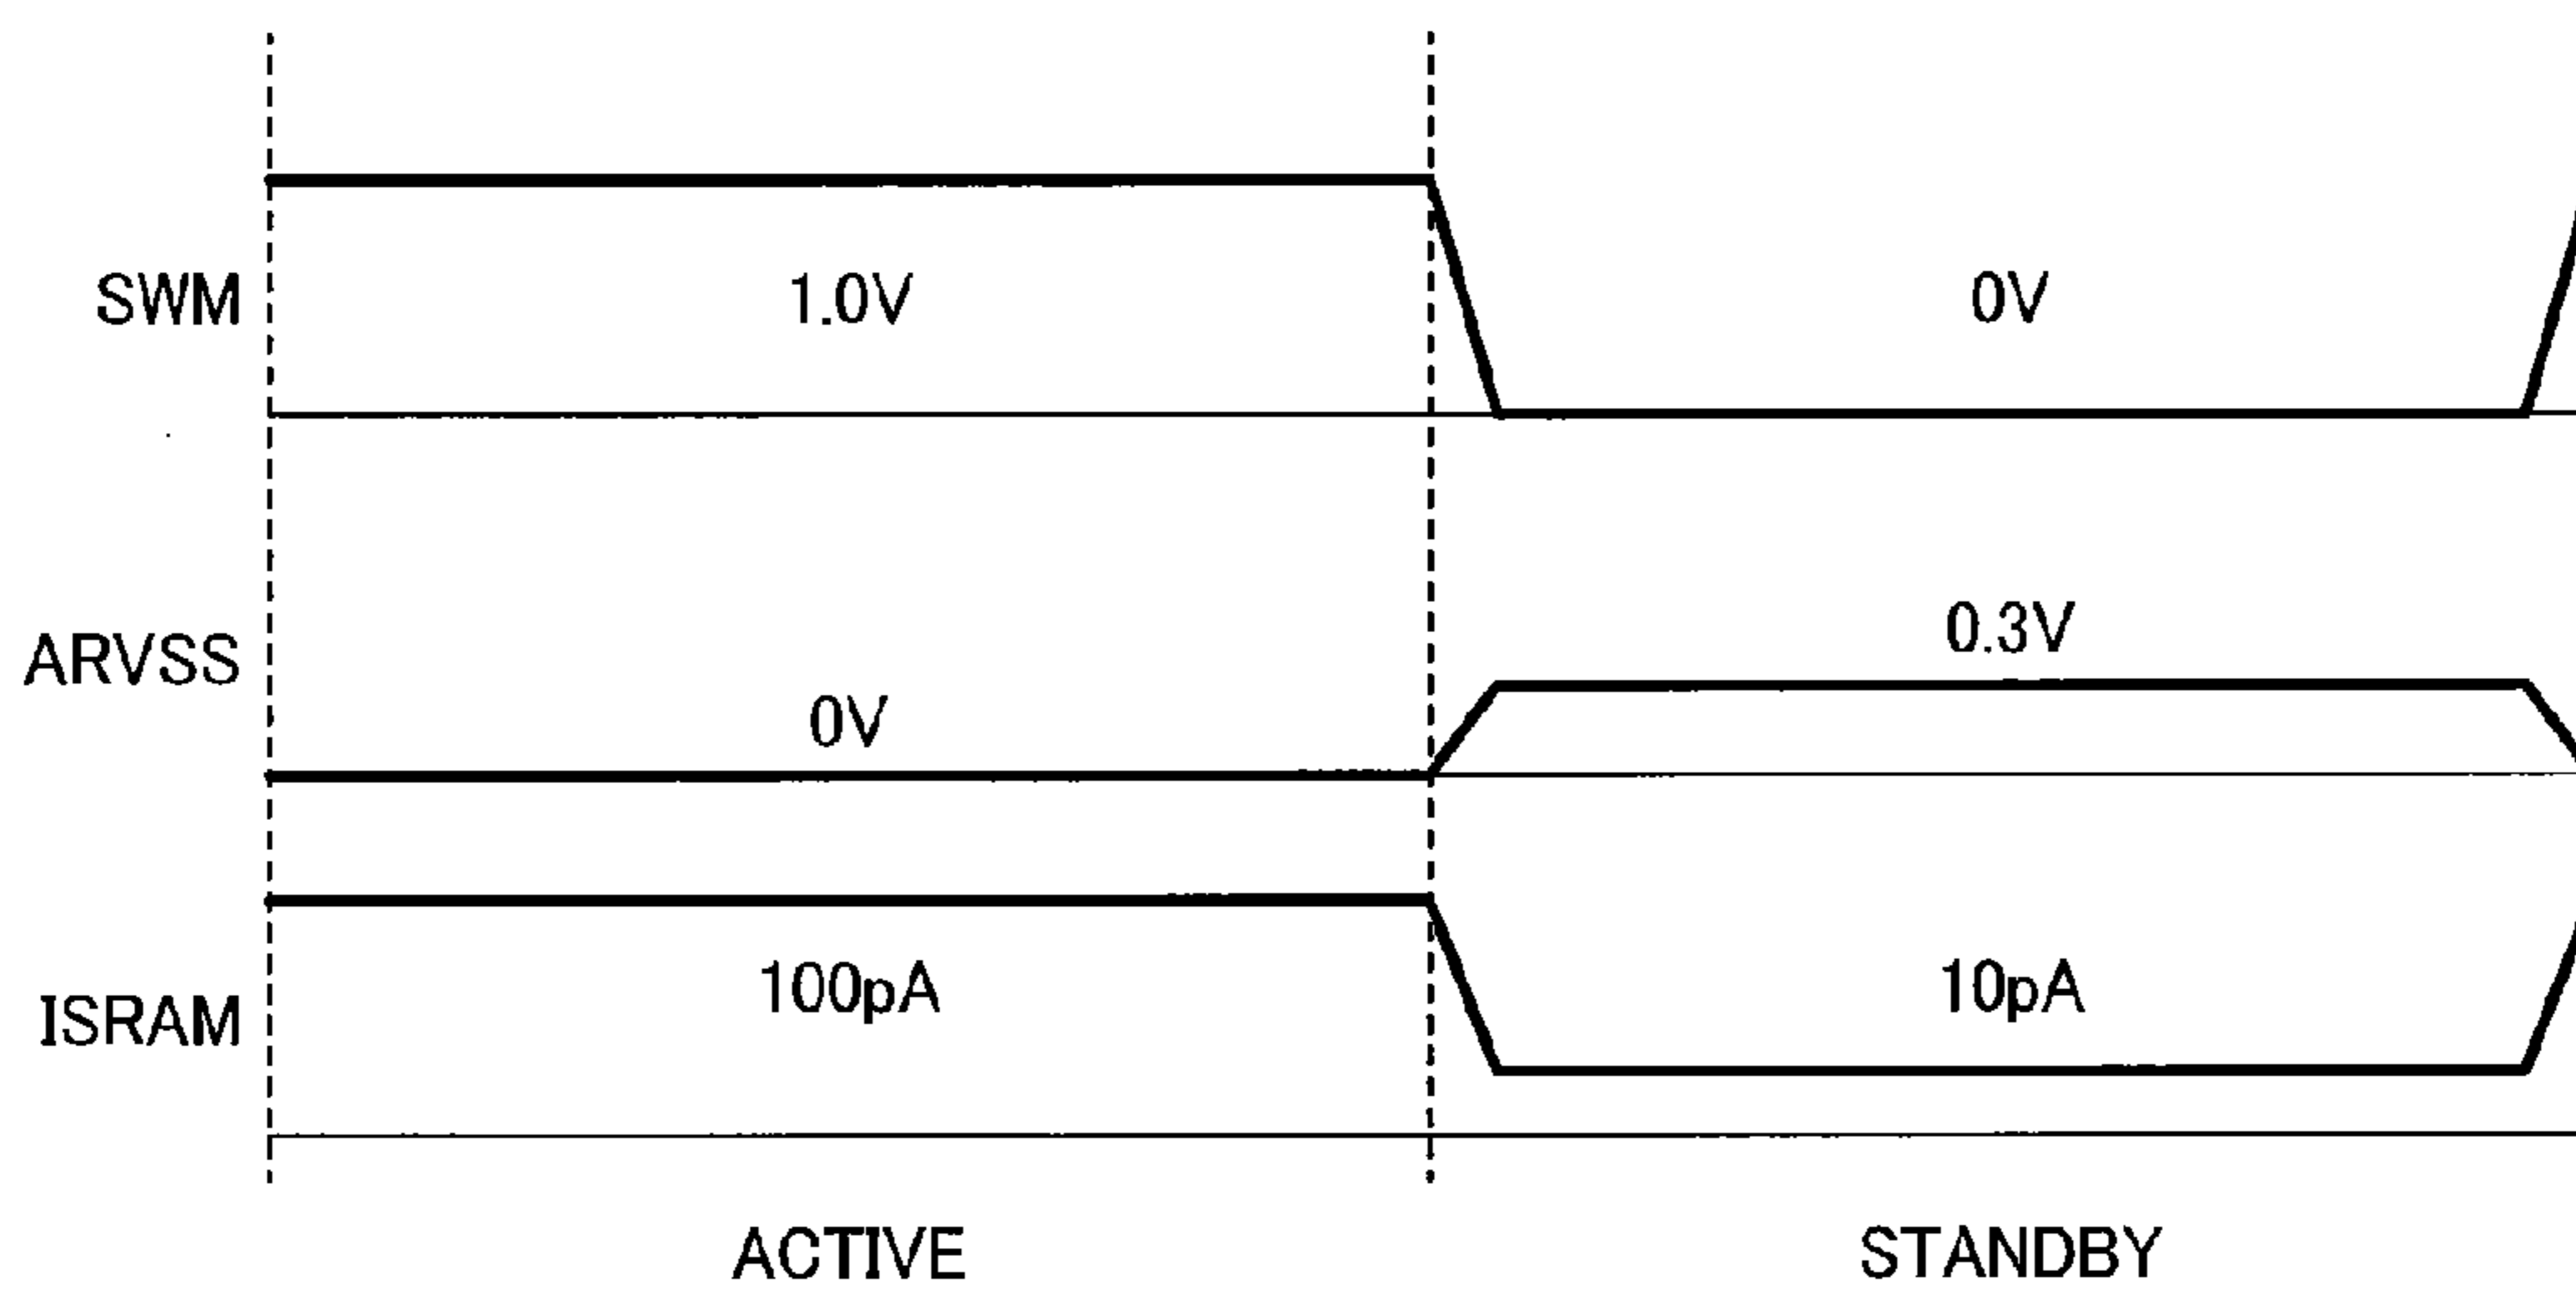 SWM 1.0V 0V
0.3V
ARVSS 0V
ISRAM 100pA 10pA
ACTIVE STANDBY